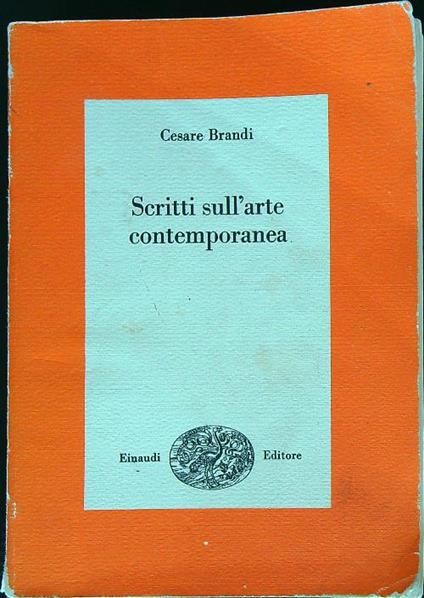 Cesare Brandi
Scritti sull'arte
contemporanea
Einaudi Editore